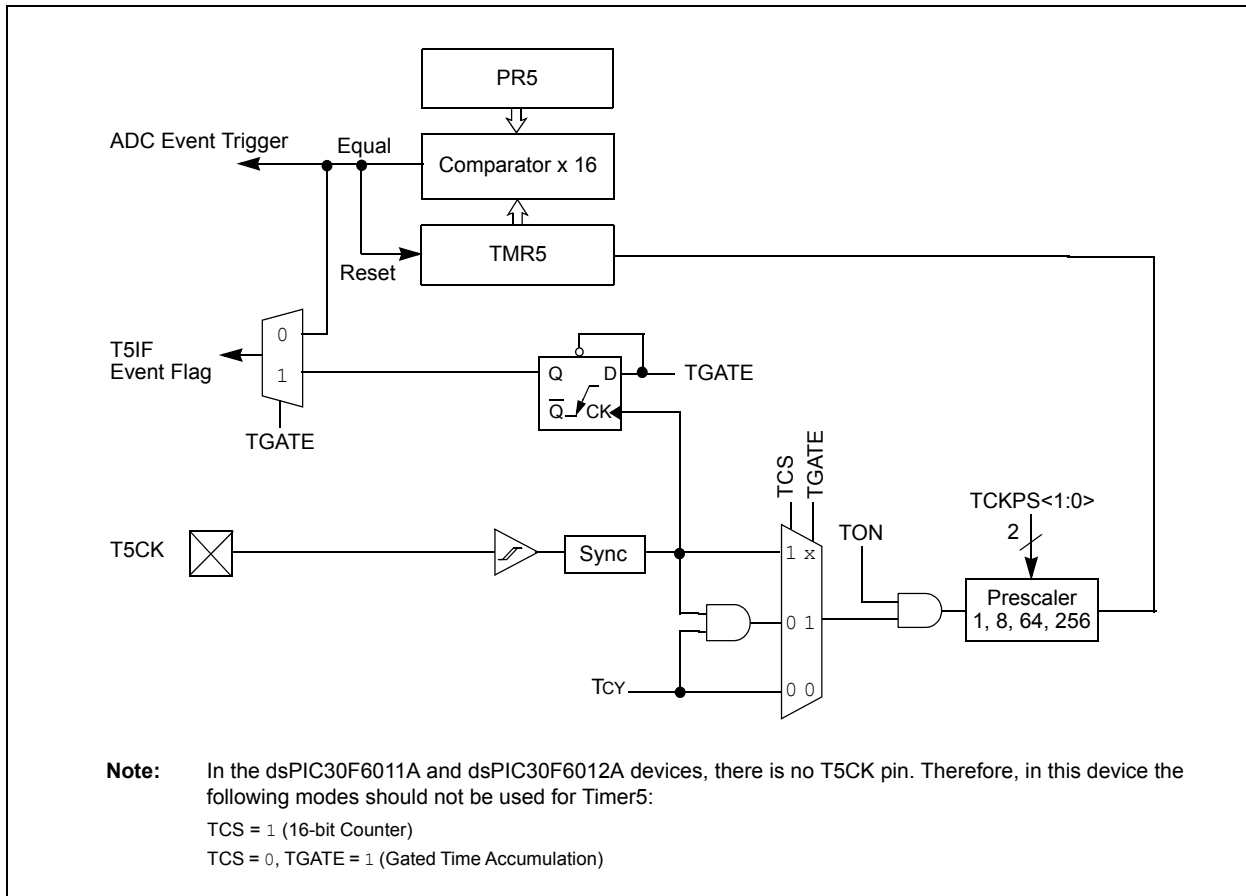 PR5
ADC Event Trigger
Equal
Comparator x 16
TMR5
Reset
0
T5IF
Event Flag
1
Q D
TGATE
Q CK
TGATE
TCS
TGATE
TCKPS<1:0>
2
T5CK
Sync
1 x
TON
Prescaler
1, 8, 64, 256
0 1
TCY
0 0
Note: In the dsPIC30F6011A and dsPIC30F6012A devices, there is no T5CK pin. Therefore, in this device the
following modes should not be used for Timer5:
TCS = 1 (16-bit Counter)
TCS = 0, TGATE = 1 (Gated Time Accumulation)